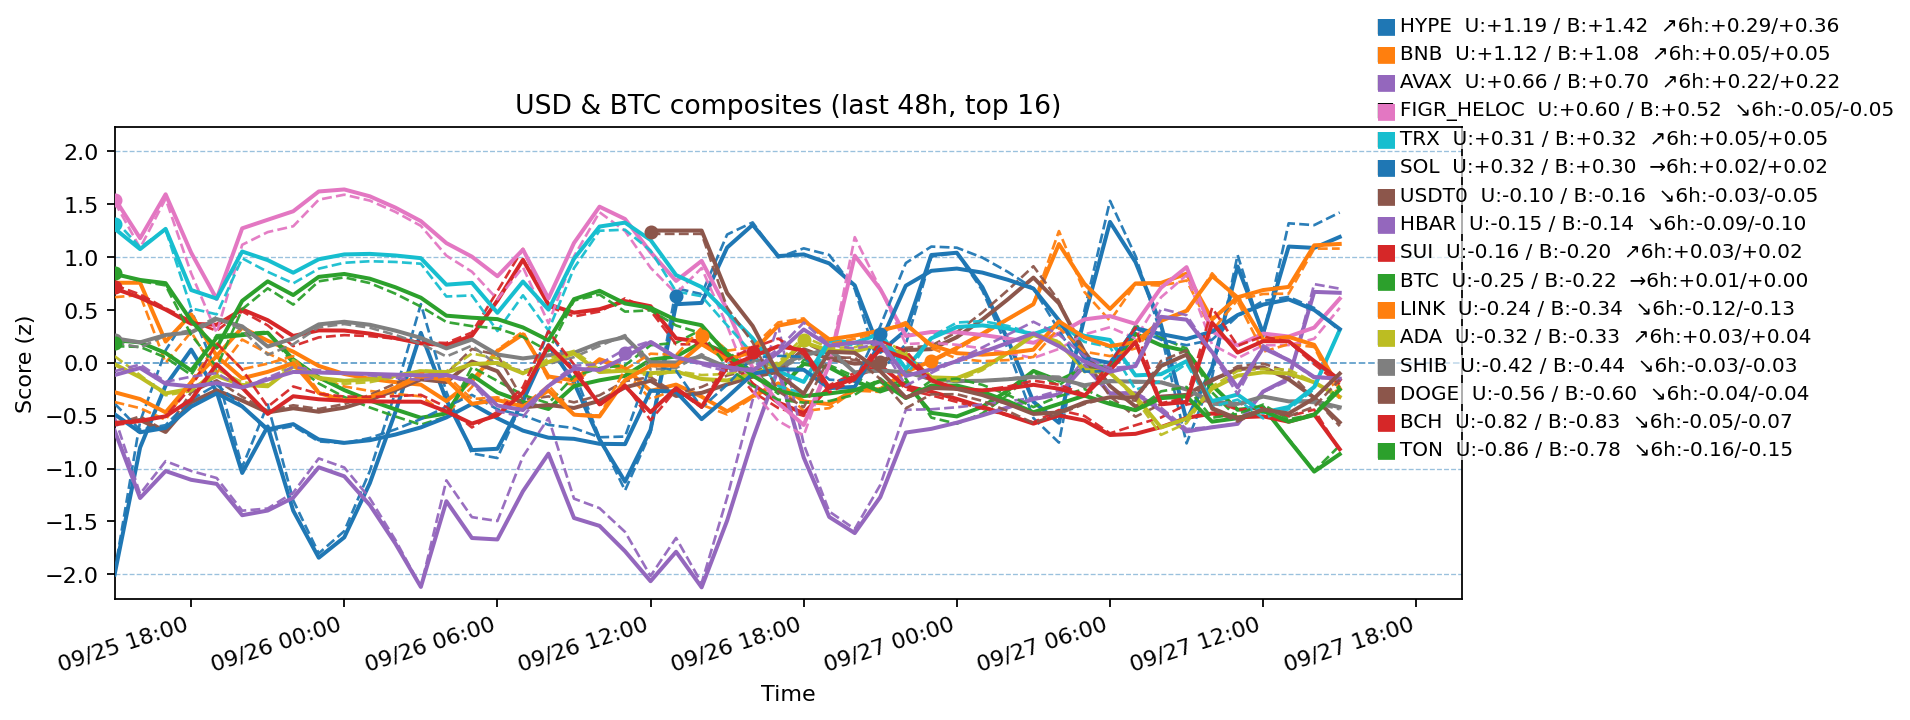 HYPE  U:+1.19 / B:+1.42  ↗6h:+0.29/+0.36
BNB  U:+1.12 / B:+1.08  ↗6h:+0.05/+0.05
AVAX  U:+0.66 / B:+0.70  ↗6h:+0.22/+0.22
FIGR_HELOC  U:+0.60 / B:+0.52  ↘6h:-0.05/-0.05
TRX  U:+0.31 / B:+0.32  ↗6h:+0.05/+0.05
SOL  U:+0.32 / B:+0.30  →6h:+0.02/+0.02
USDT0  U:-0.10 / B:-0.16  ↘6h:-0.03/-0.05
HBAR  U:-0.15 / B:-0.14  ↘6h:-0.09/-0.10
SUI  U:-0.16 / B:-0.20  ↗6h:+0.03/+0.02
BTC  U:-0.25 / B:-0.22  →6h:+0.01/+0.00
LINK  U:-0.24 / B:-0.34  ↘6h:-0.12/-0.13
ADA  U:-0.32 / B:-0.33  ↗6h:+0.03/+0.04
SHIB  U:-0.42 / B:-0.44  ↘6h:-0.03/-0.03
DOGE  U:-0.56 / B:-0.60  ↘6h:-0.04/-0.04
BCH  U:-0.82 / B:-0.83  ↘6h:-0.05/-0.07
TON  U:-0.86 / B:-0.78  ↘6h:-0.16/-0.15
USD & BTC composites (last 48h, top 16)
Score (z)
2.0
1.5
1.0
0.5
0.0
−0.5
−1.0
−1.5
−2.0
09/25 18:00
09/26 00:00
09/26 06:00
09/26 12:00
09/26 18:00
09/27 00:00
09/27 06:00
09/27 12:00
09/27 18:00
Time